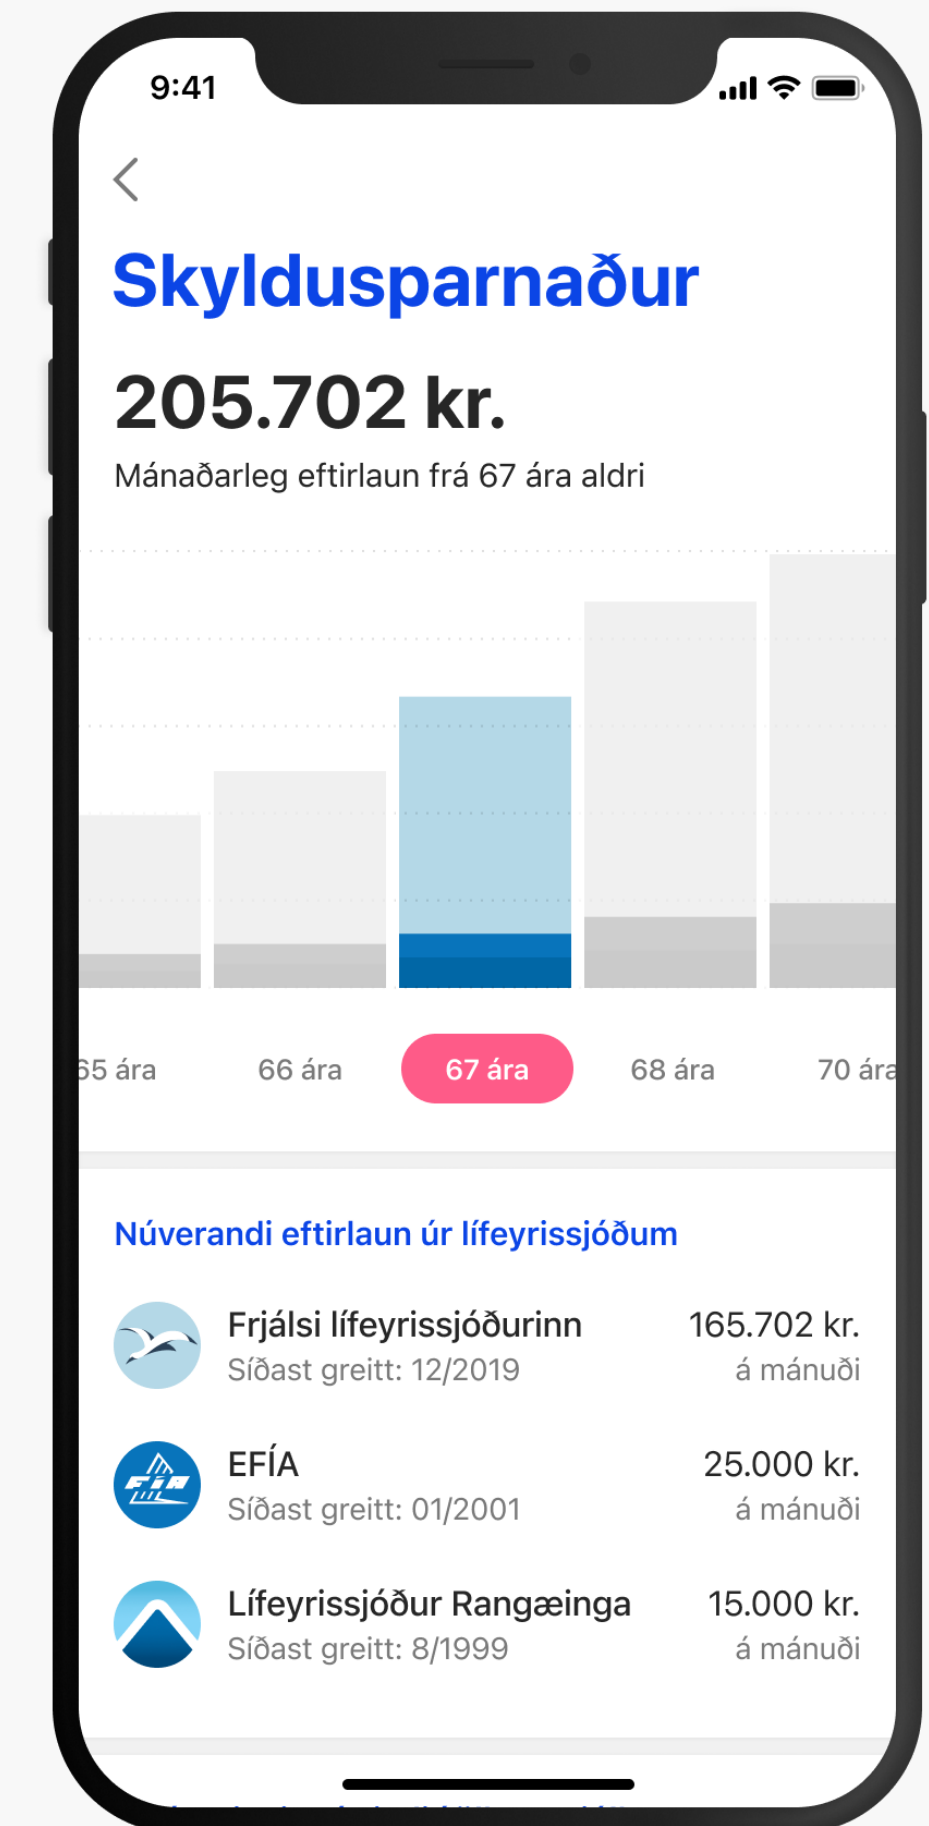 9:41
Skyldusparnaður
205.702 kr.
Mánaðarleg eftirlaun frá 67 ára aldri
65 ára 66 ára 67 ára 68 ára 70 ára
Núverandi eftirlaun úr lífeyrissjóðum
Frjálsi lífeyrissjóðurinn 165.702 kr.
Síðast greitt: 12/2019 á mánuði
FÍA
EFÍA 25.000 kr.
Síðast greitt: 01/2001 á mánuði
Lífeyrissjóður Rangæinga 15.000 kr.
Síðast greitt: 8/1999 á mánuði